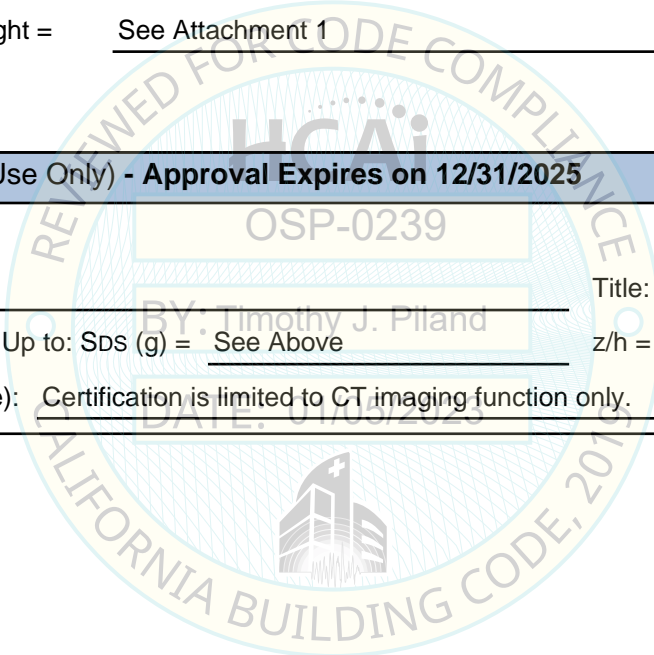 ght = See Attachment 1
REVIEWED FOR CODE COMPLIANCE
HCAi
Use Only) - Approval Expires on 12/31/2025
OSP-0239
Title:
BY: Timothy J. Piland
Up to: SDS (g) = See Above z/h =
e): Certification is limited to CT imaging function only.
DATE: 01/05/2023
CALIFORNIA BUILDING CODE, 2019